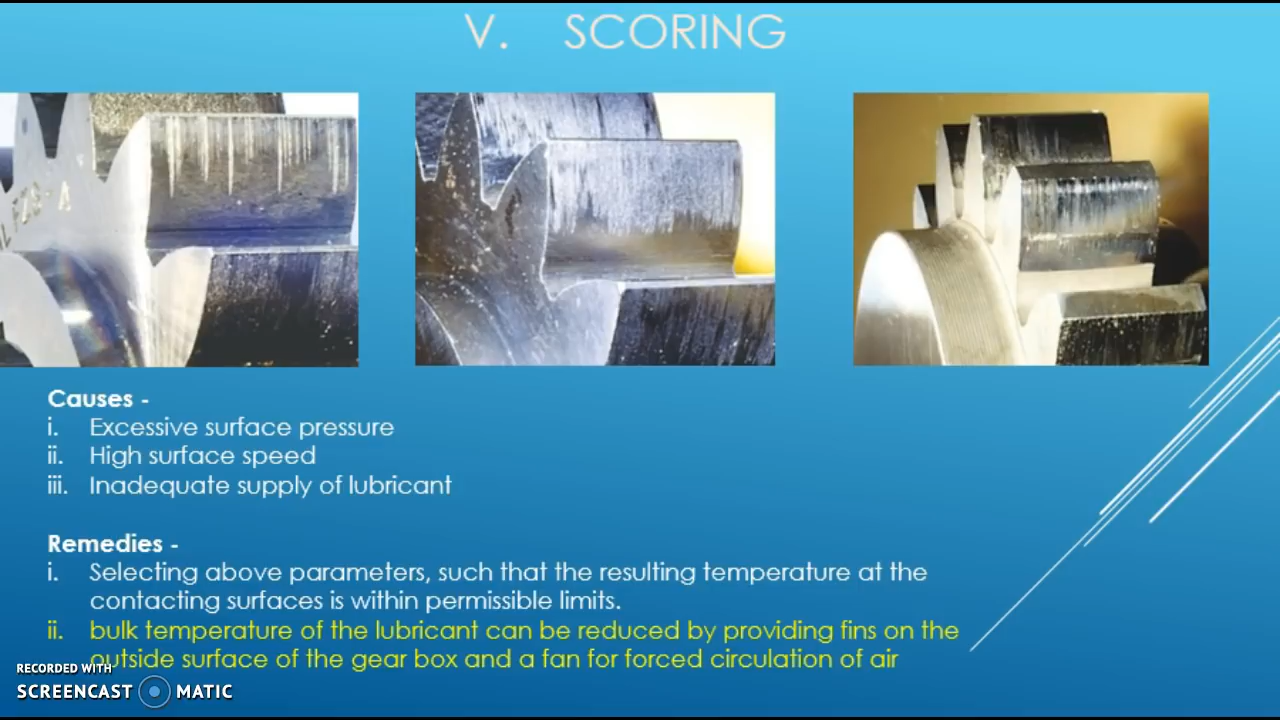 V. SCORING
Causes -
i. Excessive surface pressure
ii. High surface speed
iii. Inadequate supply of lubricant
Remedies -
i. Selecting above parameters, such that the resulting temperature at the
contacting surfaces is within permissible limits.
ii. bulk temperature of the lubricant can be reduced by providing fins on the
outside surface of the gear box and a fan for forced circulation of air
RECORDED WITH
SCREENCAST MATIC